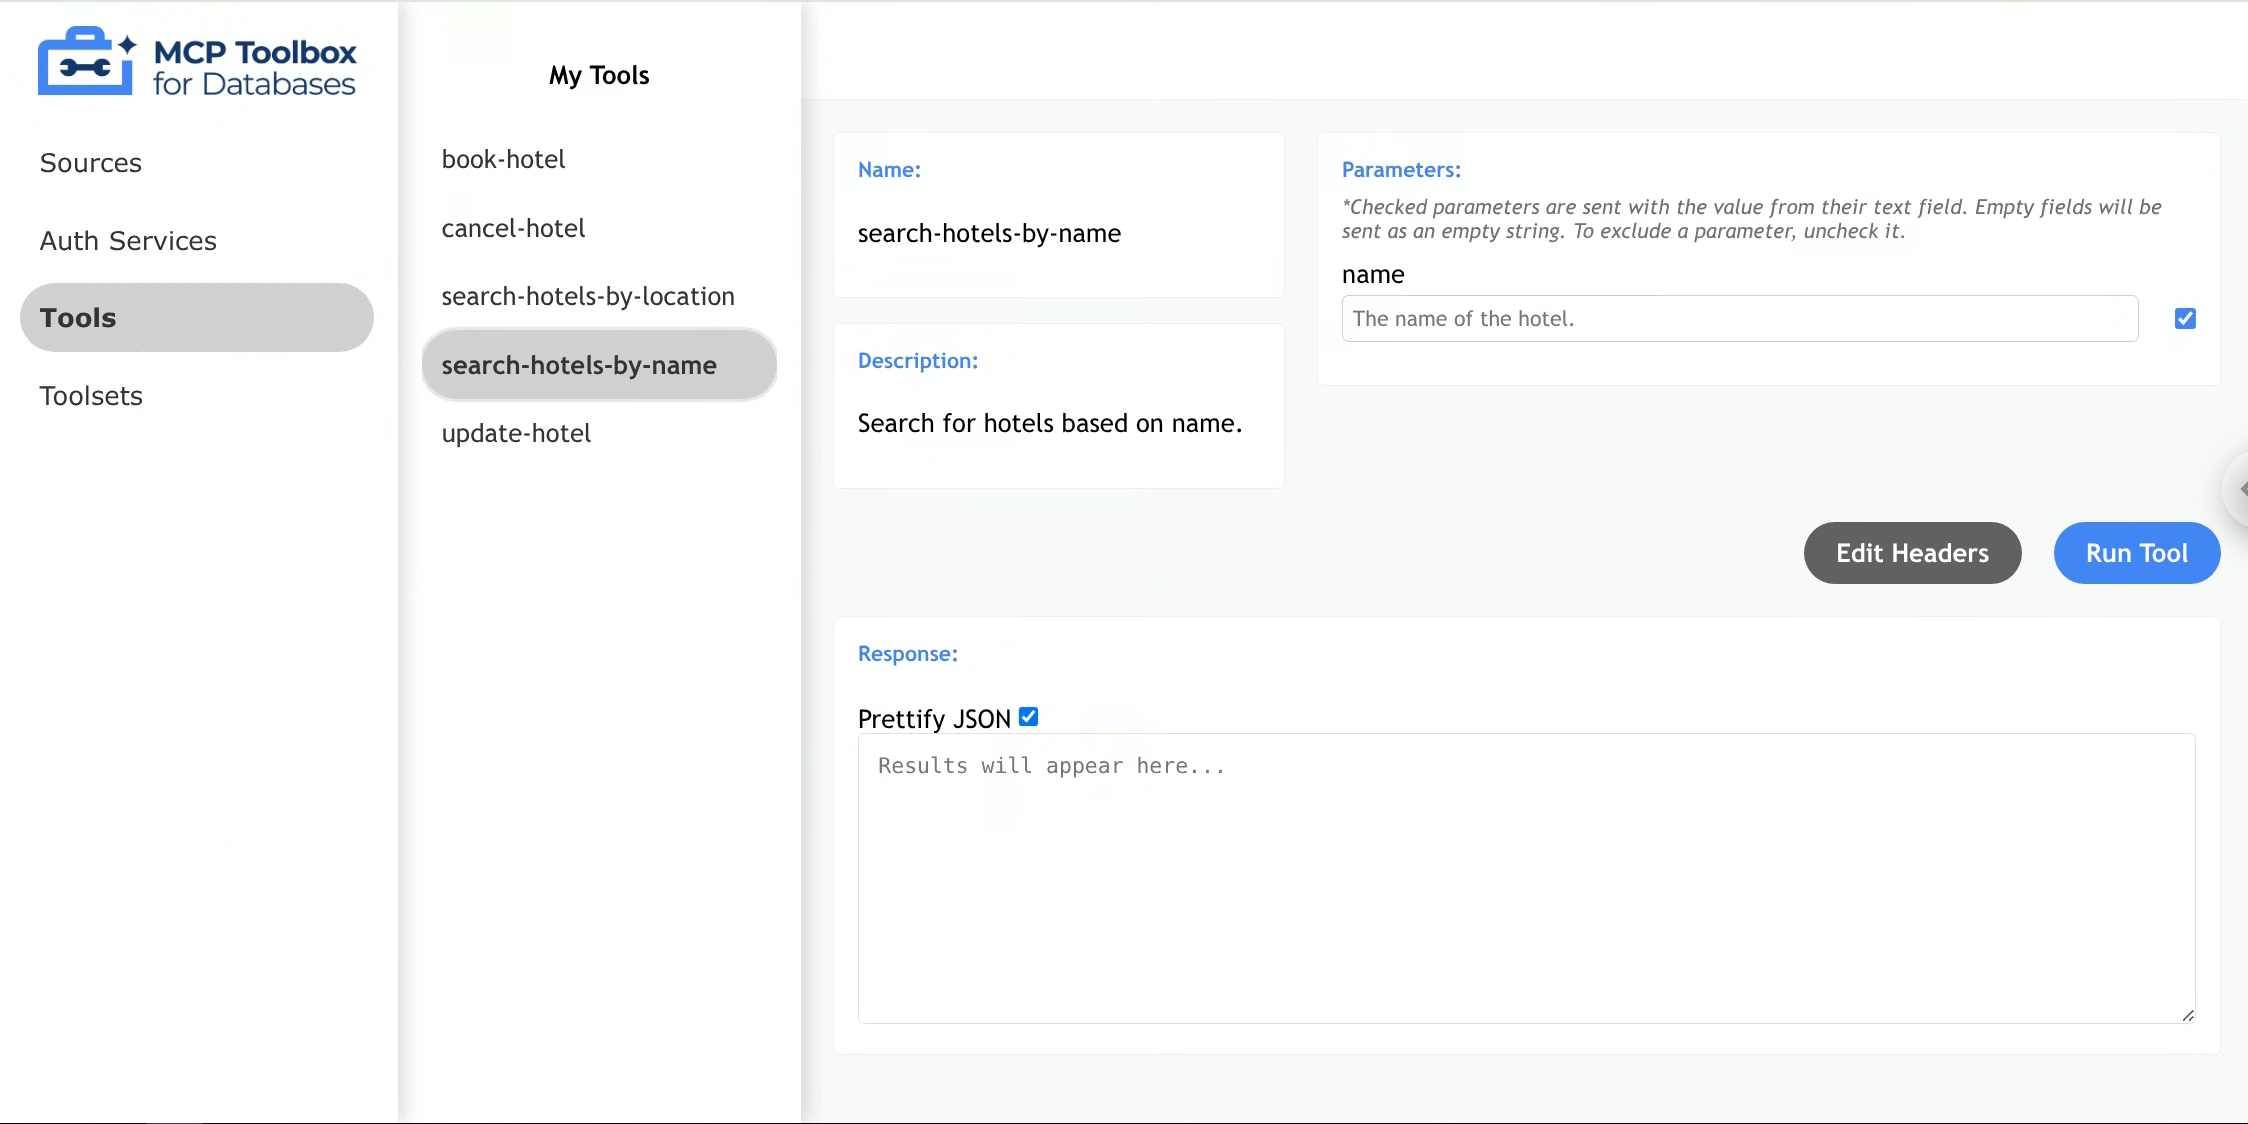 MCP Toolbox
for Databases
Sources
Auth Services
Tools
Toolsets
My Tools
book-hotel
cancel-hotel
search-hotels-by-location
search-hotels-by-name
update-hotel
Name:
search-hotels-by-name
Description:
Search for hotels based on name.
Parameters:
*Checked parameters are sent with the value from their text field. Empty fields will be
sent as an empty string. To exclude a parameter, uncheck it.
name
The name of the hotel.
Edit Headers
Run Tool
Response:
Prettify JSON
Results will appear here...